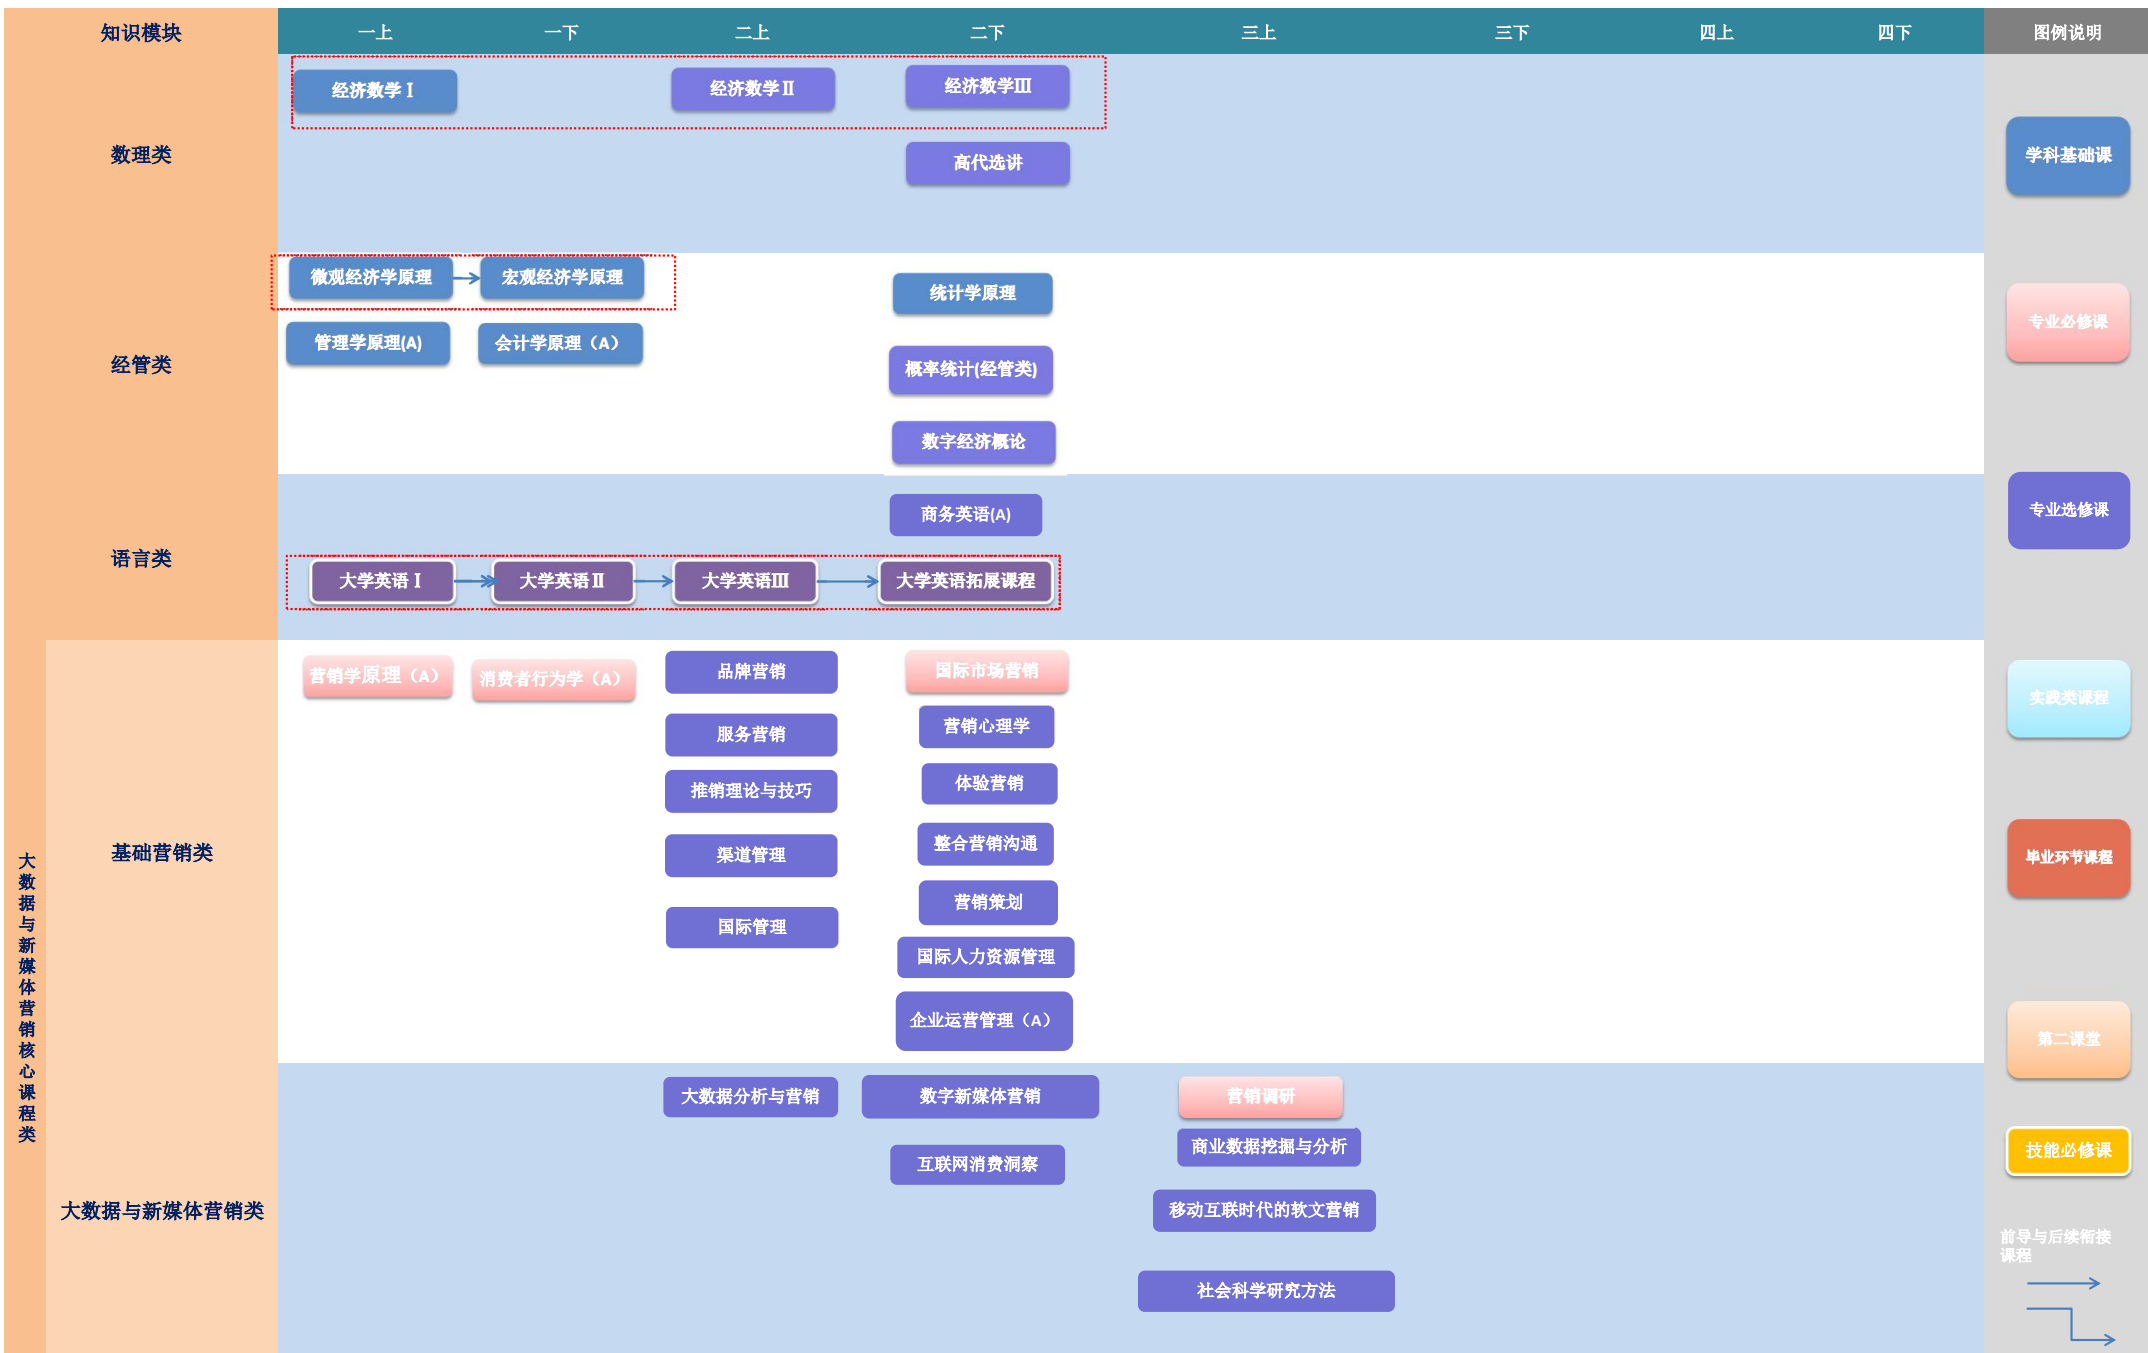 知识模块
一上
一下
二上
二下
三上
三下
四上
四下
图例说明
数理类
经济数学Ⅰ
经济数学Ⅱ
经济数学Ⅲ
高代选讲
经管类
微观经济学原理
宏观经济学原理
管理学原理(A)
会计学原理（A）
统计学原理
概率统计(经管类)
数字经济概论
语言类
商务英语(A)
大学英语Ⅰ
大学英语Ⅱ
大学英语Ⅲ
大学英语拓展课程
大数据与新媒体营销核心课程类
基础营销类
营销学原理（A）
消费者行为学（A）
品牌营销
服务营销
推销理论与技巧
渠道管理
国际管理
国际市场营销
营销心理学
体验营销
整合营销沟通
营销策划
国际人力资源管理
企业运营管理（A）
大数据与新媒体营销类
大数据分析与营销
数字新媒体营销
互联网消费洞察
营销调研
商业数据挖掘与分析
移动互联时代的软文营销
社会科学研究方法
学科基础课
专业必修课
专业选修课
实践类课程
毕业环节课程
第二课堂
技能必修课
前导与后续衔接
课程